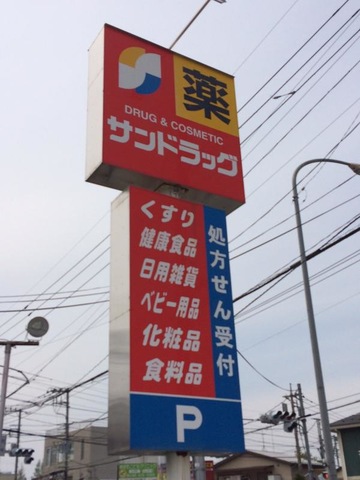 薬
DRUG & COSMETIC
サンドラッグ
くすり
健康食品
日用雑貨
ベビー用品
化粧品
食料品
処方せん受付
P